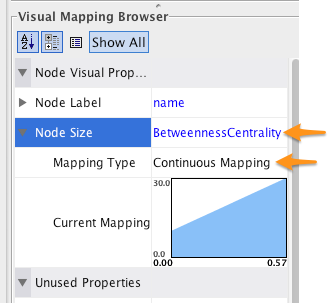 Visual Mapping Browser
A Z Show All
Node Visual Prop...
Node Label name
Node Size BetweennessCentrality
Mapping Type Continuous Mapping
30.0
Current Mapping
0.0
0.00 0.57
Unused Properties